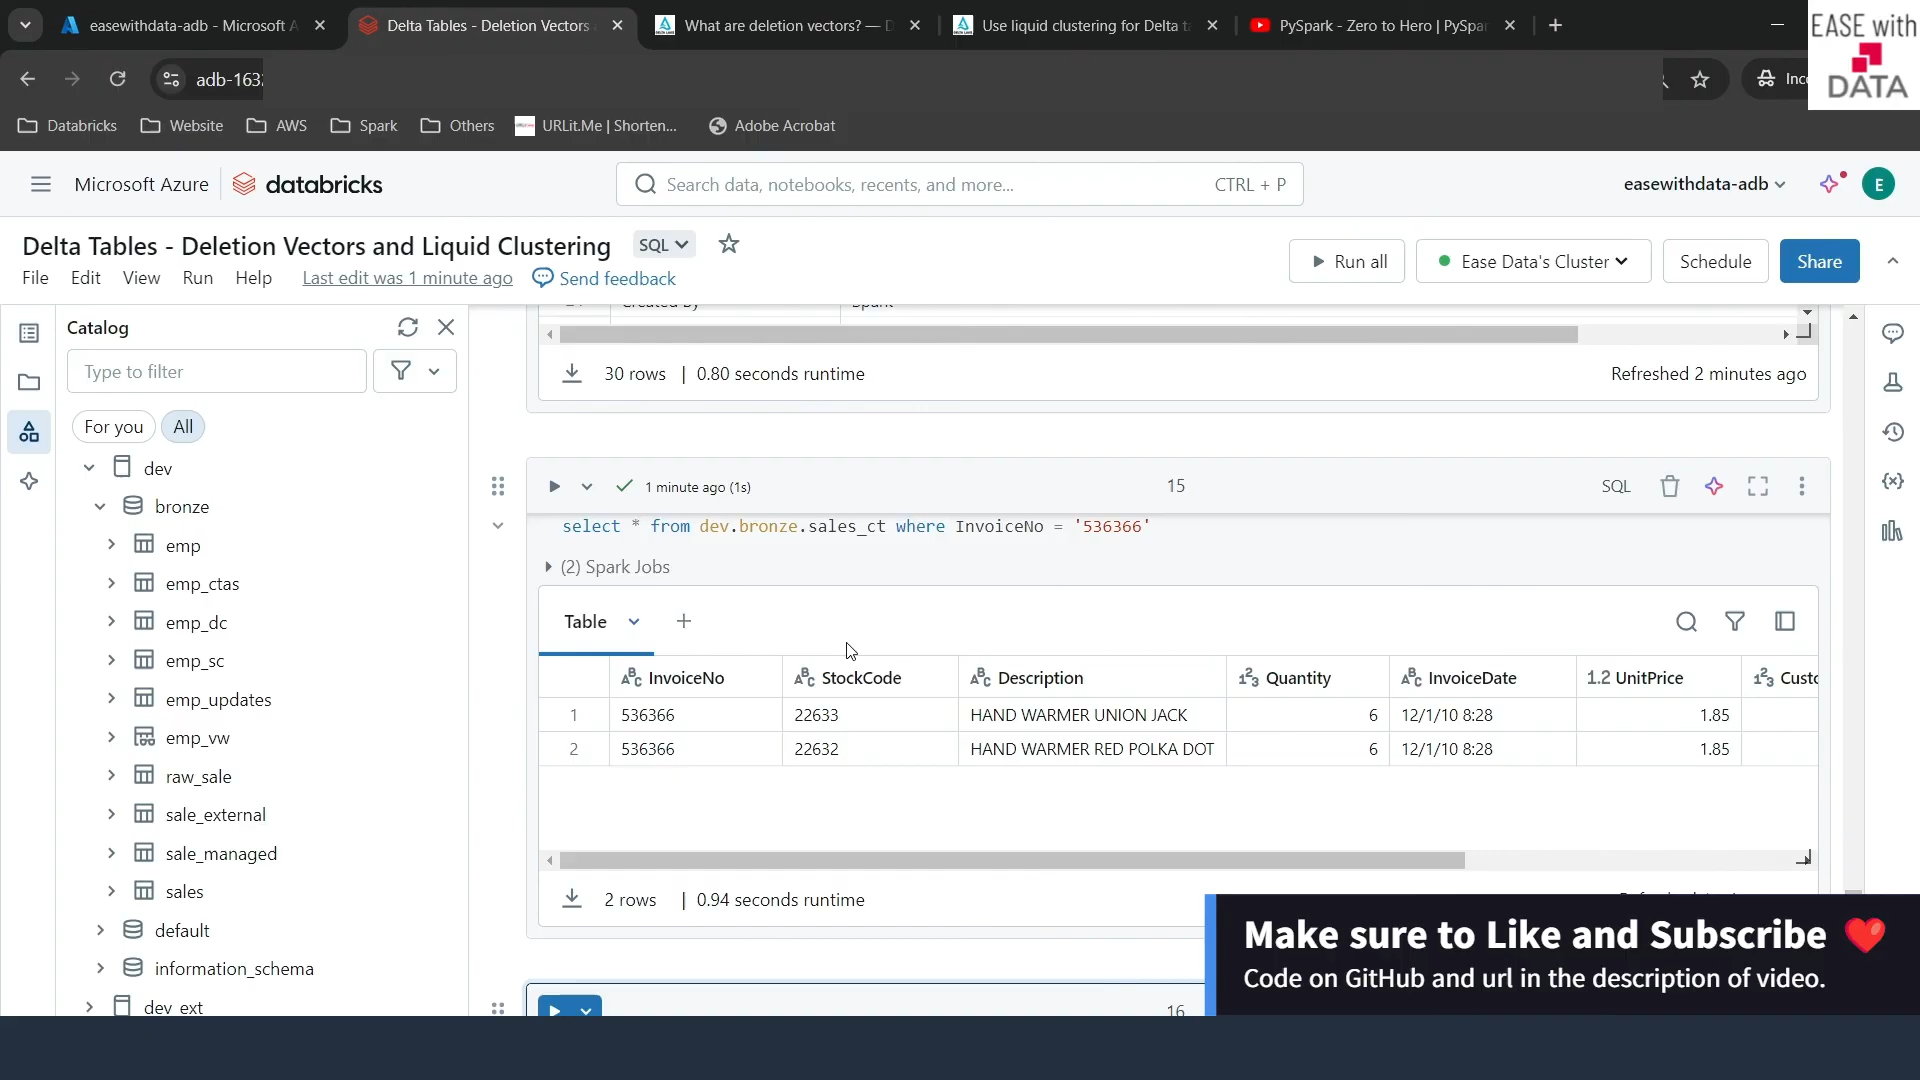 easewithdata-adb - Microsoft A
Delta Tables - Deletion Vectors
What are deletion vectors? — D
Use liquid clustering for Delta ta
PySpark - Zero to Hero | PySpar
EASE with
DATA
adb-163
Inc
Databricks
Website
AWS
Spark
Others
URLit.Me | Shorten...
Adobe Acrobat
Microsoft Azure
databricks
Search data, notebooks, recents, and more...
CTRL + P
easewithdata-adb
E
Delta Tables - Deletion Vectors and Liquid Clustering
SQL
File
Edit
View
Run
Help
Last edit was 1 minute ago
Send feedback
Run all
Ease Data's Cluster
Schedule
Share
Catalog
Type to filter
For you
All
dev
bronze
emp
emp_ctas
emp_dc
emp_sc
emp_updates
emp_vw
raw_sale
sale_external
sale_managed
sales
default
information_schema
dev_ext
Created By
Spark
30 rows | 0.80 seconds runtime
Refreshed 2 minutes ago
1 minute ago (1s)
15
SQL
select * from dev.bronze.sales_ct where InvoiceNo = '536366'
(2) Spark Jobs
Table
InvoiceNo StockCode Description Quantity InvoiceDate 1.2 UnitPrice Custo
1 536366 22633 HAND WARMER UNION JACK 6 12/1/10 8:28 1.85
2 536366 22632 HAND WARMER RED POLKA DOT 6 12/1/10 8:28 1.85
2 rows | 0.94 seconds runtime
16
Make sure to Like and Subscribe
Code on GitHub and url in the description of video.